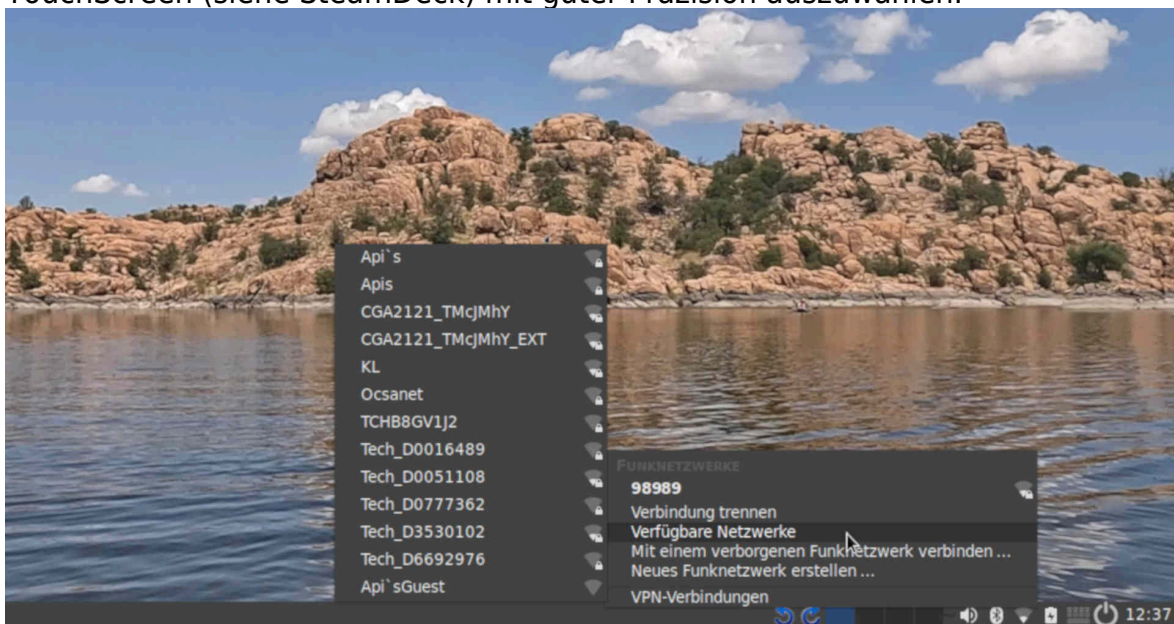 TouchScreen (siehe SteamDeck) mit guter Präzision auszuwählen.
Api`s
Apis
CGA2121_TMcJMhY
CGA2121_TMcJMhY_EXT
KL
Ocsanet
TCHB8GV1J2
Tech_D0016489
Tech_D0051108
Tech_D0777362
Tech_D3530102
Tech_D6692976
Api`sGuest
FUNKNETZWERKE
98989
Verbindung trennen
Verfügbare Netzwerke
Mit einem verborgenen Funknetzwerk verbinden ...
Neues Funknetzwerk erstellen ...
VPN-Verbindungen
12:37